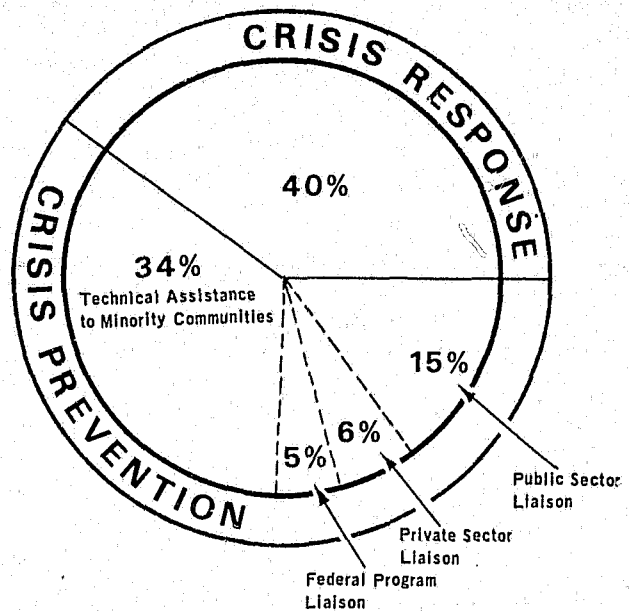 CRISIS RESPONSE
40%
34%
Technical Assistance
to Minority Communities
CRISIS PREVENTION
15%
6%
5%
Public Sector
Liaison
Private Sector
Liaison
Federal Program
Liaison